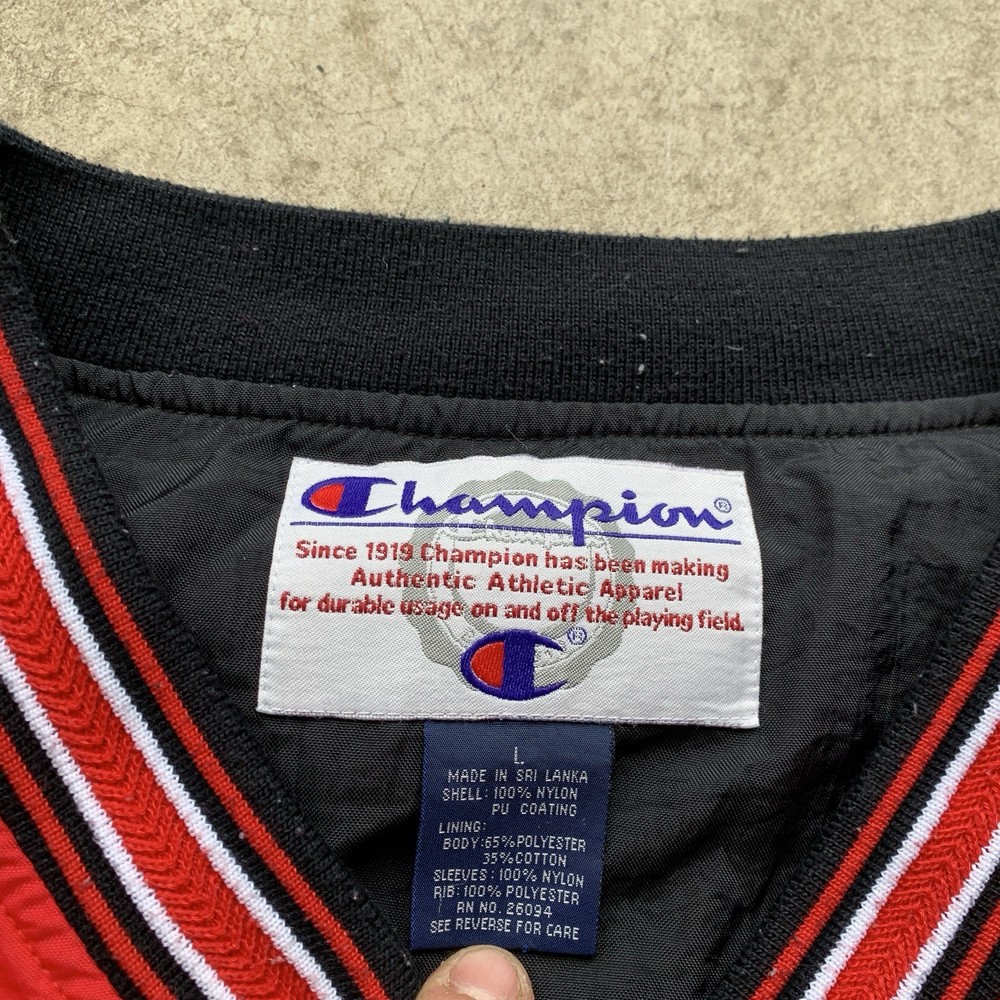 Champion®
Since 1919 Champion has been making
Authentic Athletic Apparel
for durable usage on and off the playing field.
®
L
MADE IN SRI LANKA
SHELL: 100% NYLON
PU COATING
LINING:
BODY: 65% POLYESTER
35% COTTON
SLEEVES: 100% NYLON
RIB: 100% POLYESTER
RN NO. 26094
SEE REVERSE FOR CARE